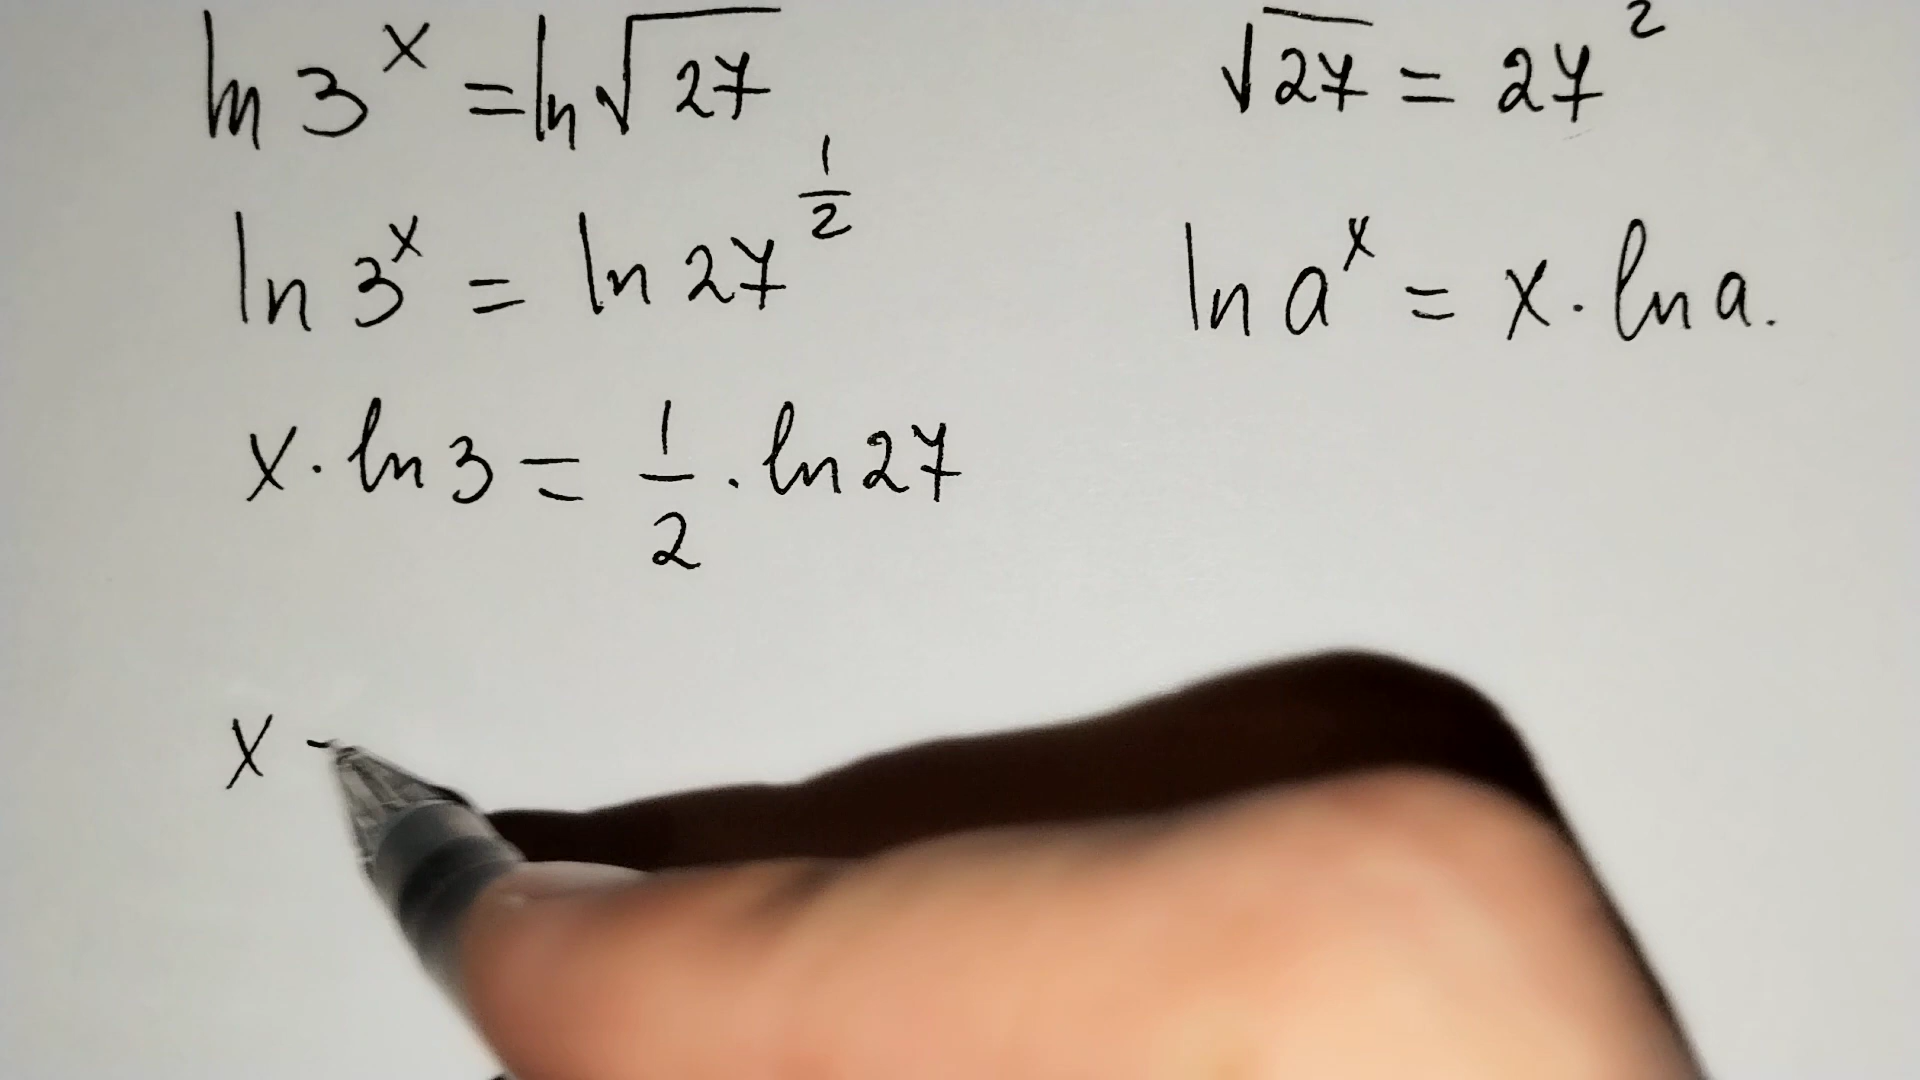 ln 3^x = ln √27
√27 = 27^2
ln 3^x = ln 27^(1/2)
ln a^x = x · ln a.
x · ln 3 = 1/2 · ln 27
x -